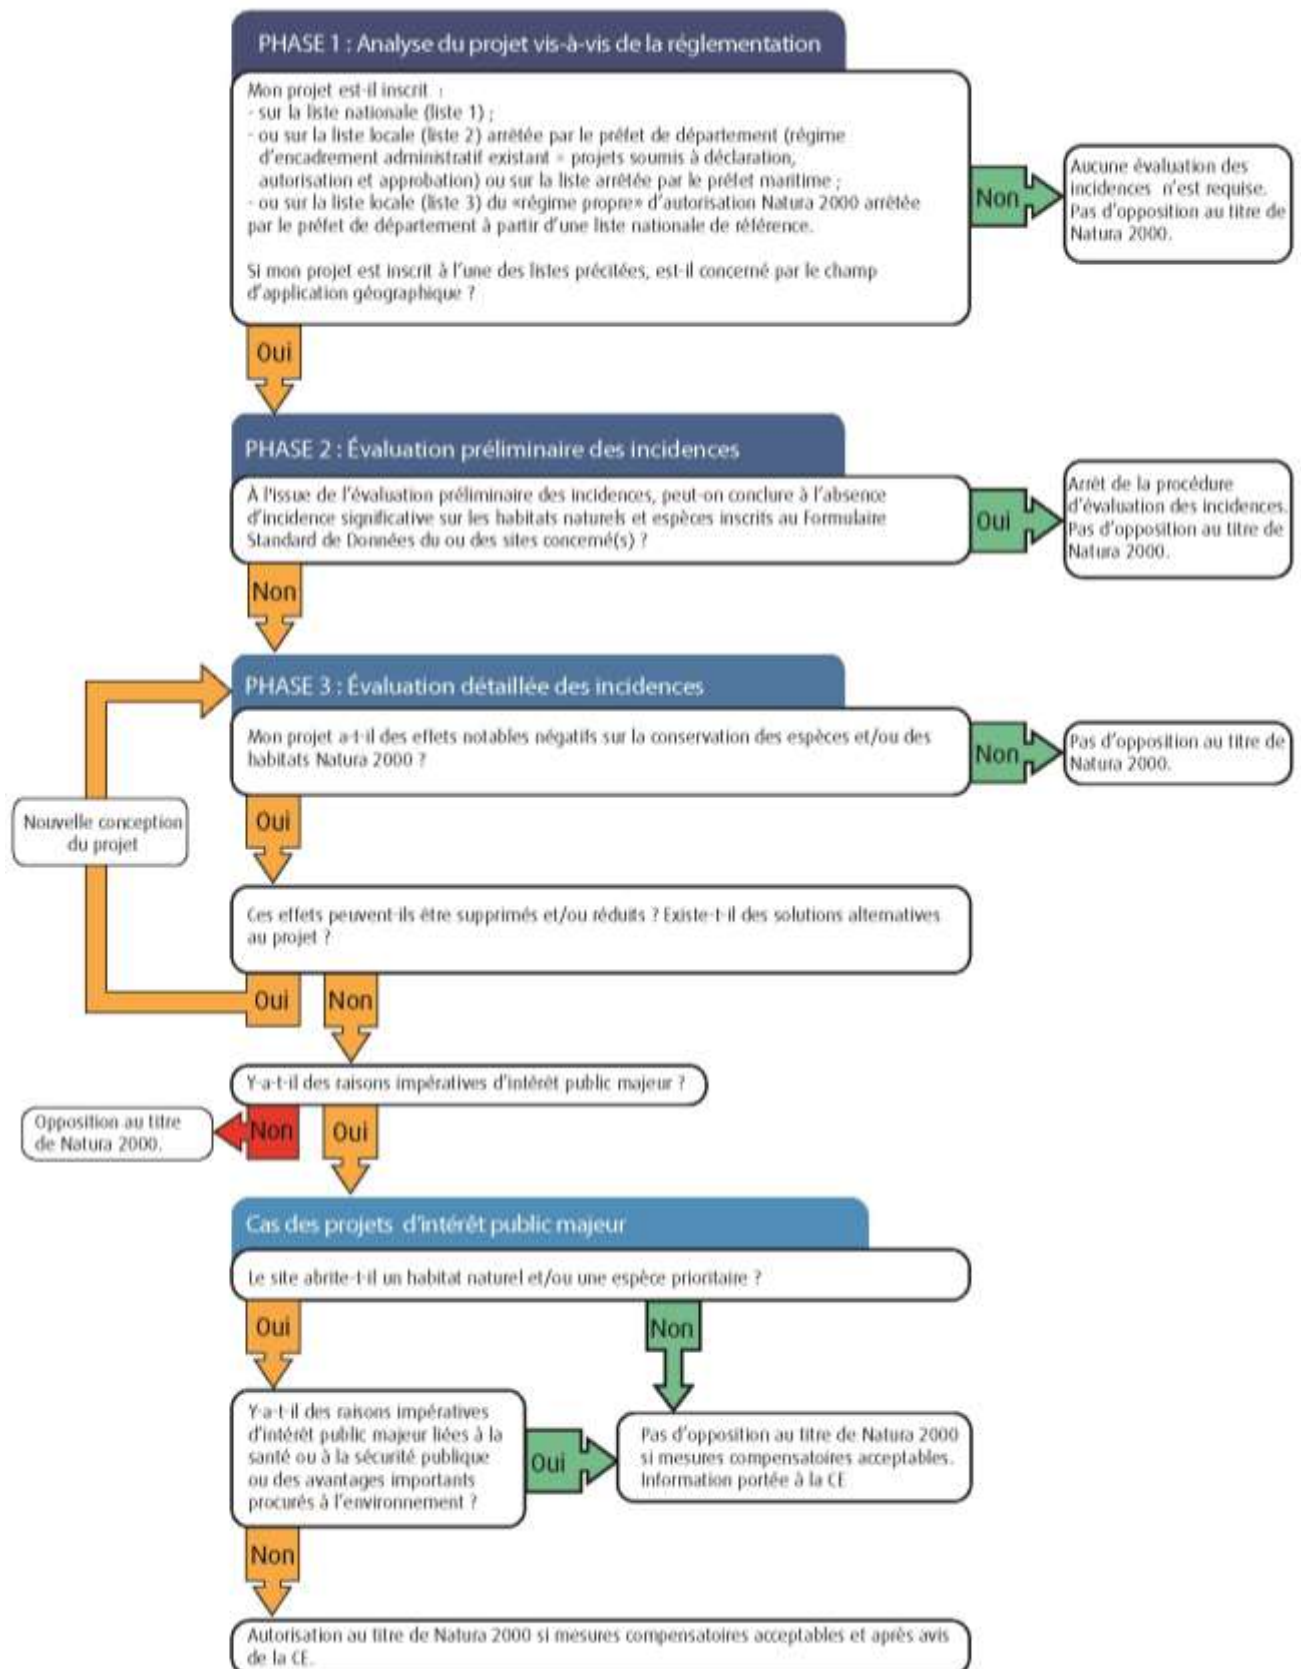 PHASE 1 : Analyse du projet vis-à-vis de la réglementation
Mon projet est-il inscrit :
- sur la liste nationale (liste 1) ;
- ou sur la liste locale (liste 2) arrêtée par le préfet de département (régime
d'encadrement administratif existant = projets soumis à déclaration,
autorisation et approbation) ou sur la liste arrêtée par le préfet maritime ;
- ou sur la liste locale (liste 3) du «régime propre» d'autorisation Natura 2000 arrêtée
par le préfet de département à partir d'une liste nationale de référence.
Si mon projet est inscrit à l'une des listes précitées, est-il concerné par le champ
d'application géographique ?
Non
Aucune évaluation des
incidences n'est requise.
Pas d'opposition au titre de
Natura 2000.
Oui
PHASE 2 : Évaluation préliminaire des incidences
À l'issue de l'évaluation préliminaire des incidences, peut-on conclure à l'absence
d'incidence significative sur les habitats naturels et espèces inscrits au Formulaire
Standard de Données du ou des sites concerné(s) ?
Oui
Arrêt de la procédure
d'évaluation des incidences.
Pas d'opposition au titre de
Natura 2000.
Non
PHASE 3 : Évaluation détaillée des incidences
Mon projet a-t-il des effets notables négatifs sur la conservation des espèces et/ou des
habitats Natura 2000 ?
Non
Pas d'opposition au titre de
Natura 2000.
Nouvelle conception
du projet
Oui
Ces effets peuvent-ils être supprimés et/ou réduits ? Existe-t-il des solutions alternatives
au projet ?
Oui
Non
Y-a-t-il des raisons impératives d'intérêt public majeur ?
Opposition au titre
de Natura 2000.
Non
Oui
Cas des projets d'intérêt public majeur
Le site abrite-t-il un habitat naturel et/ou une espèce prioritaire ?
Oui
Non
Y-a-t-il des raisons impératives
d'intérêt public majeur liées à la
santé ou à la sécurité publique
ou des avantages importants
procurés à l'environnement ?
Oui
Pas d'opposition au titre de Natura 2000
si mesures compensatoires acceptables.
Information portée à la CE
Non
Autorisation au titre de Natura 2000 si mesures compensatoires acceptables et après avis
de la CE.